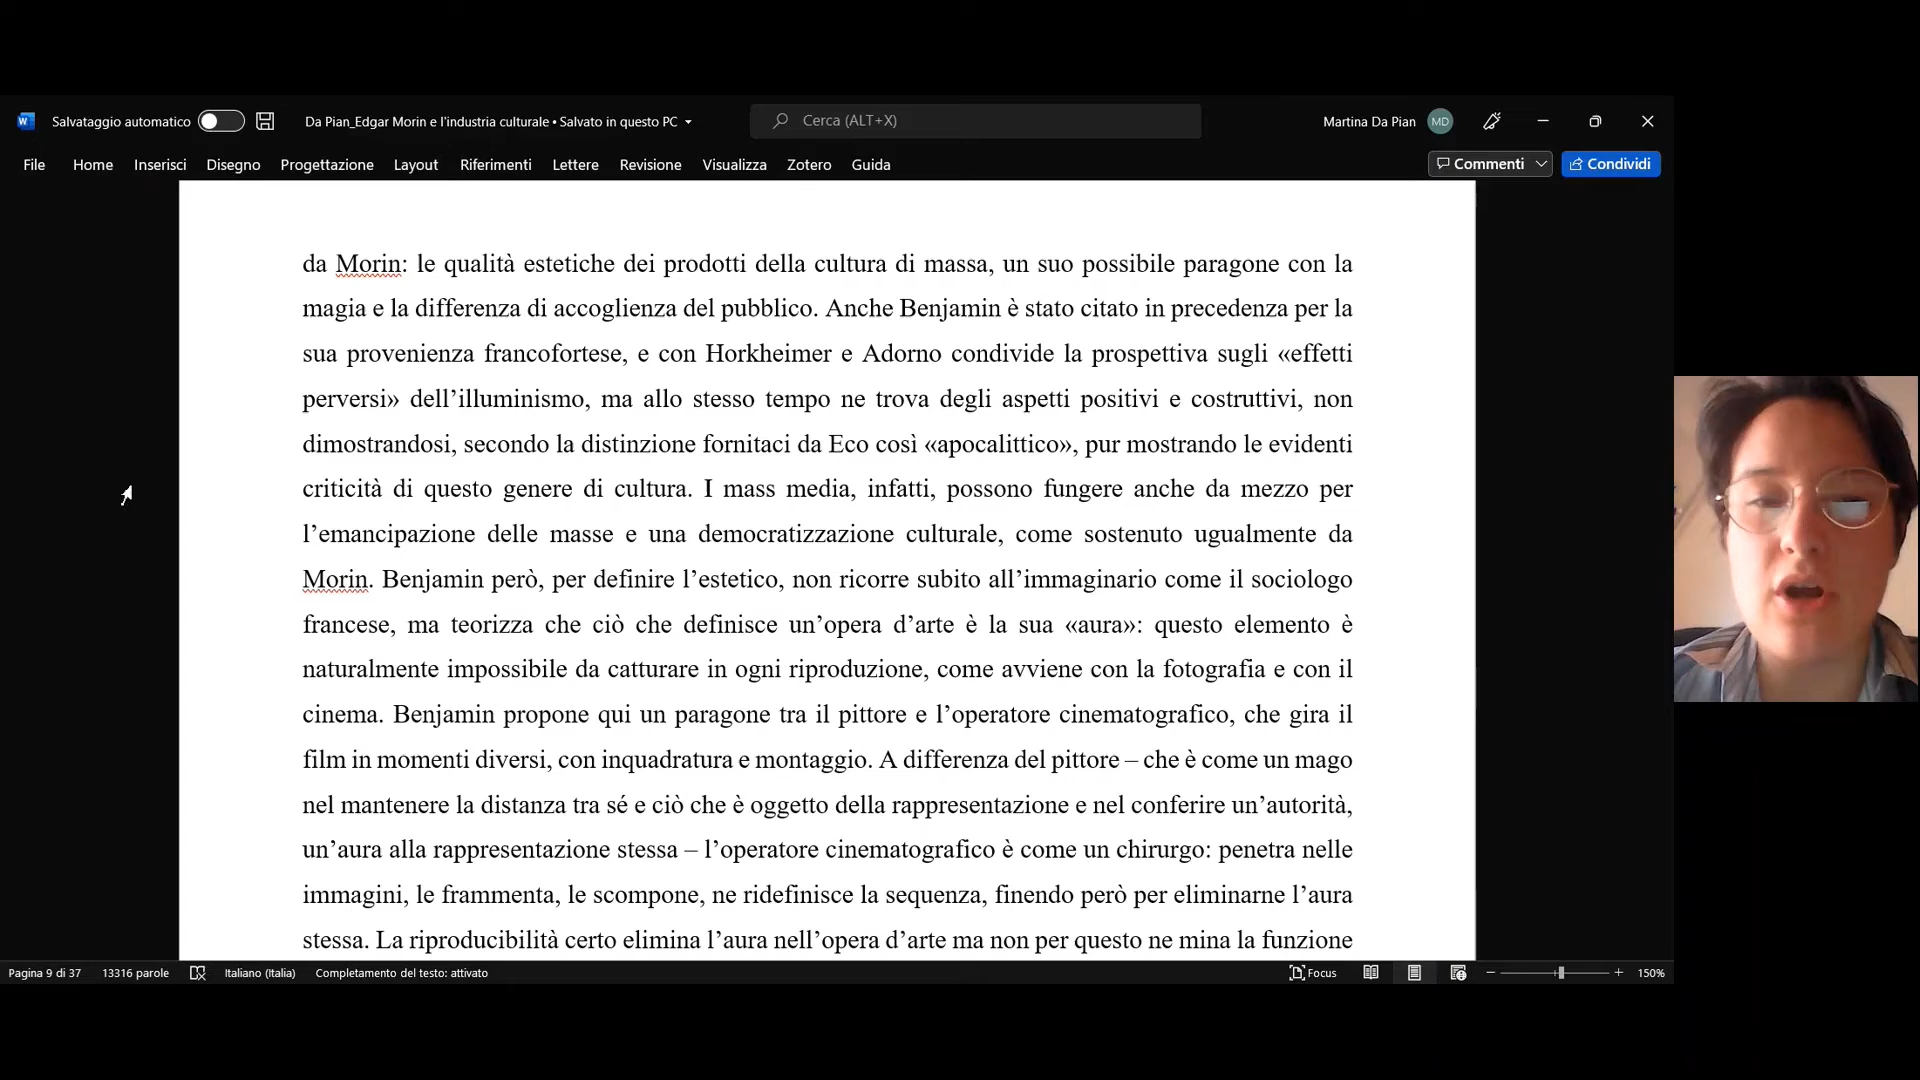 Salvataggio automatico
Da Pian_Edgar Morin e l'industria culturale • Salvato in questo PC
Cerca (ALT+X)
Martina Da Pian
MD
File Home Inserisci Disegno Progettazione Layout Riferimenti Lettere Revisione Visualizza Zotero Guida
Commenti
Condividi
da Morin: le qualità estetiche dei prodotti della cultura di massa, un suo possibile paragone con la
magia e la differenza di accoglienza del pubblico. Anche Benjamin è stato citato in precedenza per la
sua provenienza francofortese, e con Horkheimer e Adorno condivide la prospettiva sugli «effetti
perversi» dell’illuminismo, ma allo stesso tempo ne trova degli aspetti positivi e costruttivi, non
dimostrandosi, secondo la distinzione fornitaci da Eco così «apocalittico», pur mostrando le evidenti
criticità di questo genere di cultura. I mass media, infatti, possono fungere anche da mezzo per
l’emancipazione delle masse e una democratizzazione culturale, come sostenuto ugualmente da
Morin. Benjamin però, per definire l’estetico, non ricorre subito all’immaginario come il sociologo
francese, ma teorizza che ciò che definisce un’opera d’arte è la sua «aura»: questo elemento è
naturalmente impossibile da catturare in ogni riproduzione, come avviene con la fotografia e con il
cinema. Benjamin propone qui un paragone tra il pittore e l’operatore cinematografico, che gira il
film in momenti diversi, con inquadratura e montaggio. A differenza del pittore – che è come un mago
nel mantenere la distanza tra sé e ciò che è oggetto della rappresentazione e nel conferire un’autorità,
un’aura alla rappresentazione stessa – l’operatore cinematografico è come un chirurgo: penetra nelle
immagini, le frammenta, le scompone, ne ridefinisce la sequenza, finendo però per eliminarne l’aura
stessa. La riproducibilità certo elimina l’aura nell’opera d’arte ma non per questo ne mina la funzione
Pagina 9 di 37
13316 parole
Italiano (Italia)
Completamento del testo: attivato
Focus
150%